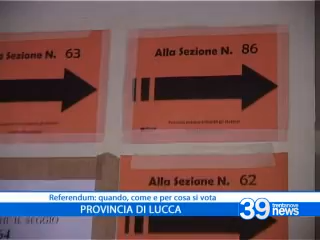 Alla Sezione N. 63
Alla Sezione N. 86
Alla Sezione N. 62
Referendum: quando, come e per cosa si vota
PROVINCIA DI LUCCA
39 trentanove
news